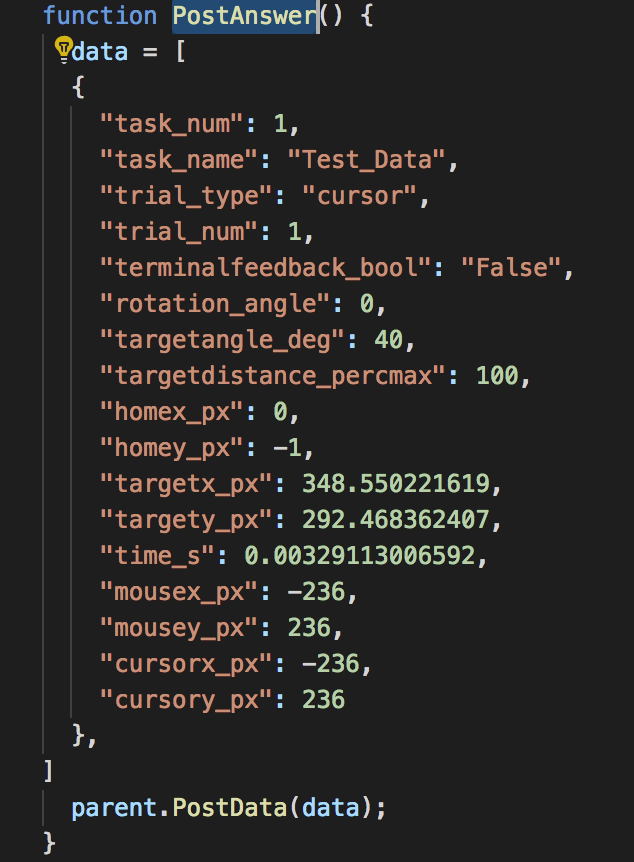 function PostAnswer() {
data = [
{
"task_num": 1,
"task_name": "Test_Data",
"trial_type": "cursor",
"trial_num": 1,
"terminalfeedback_bool": "False",
"rotation_angle": 0,
"targetangle_deg": 40,
"targetdistance_percmax": 100,
"homex_px": 0,
"homey_px": -1,
"targetx_px": 348.550221619,
"targety_px": 292.468362407,
"time_s": 0.00329113006592,
"mousex_px": -236,
"mousey_px": 236,
"cursorx_px": -236,
"cursory_px": 236
},
]
parent.PostData(data);
}